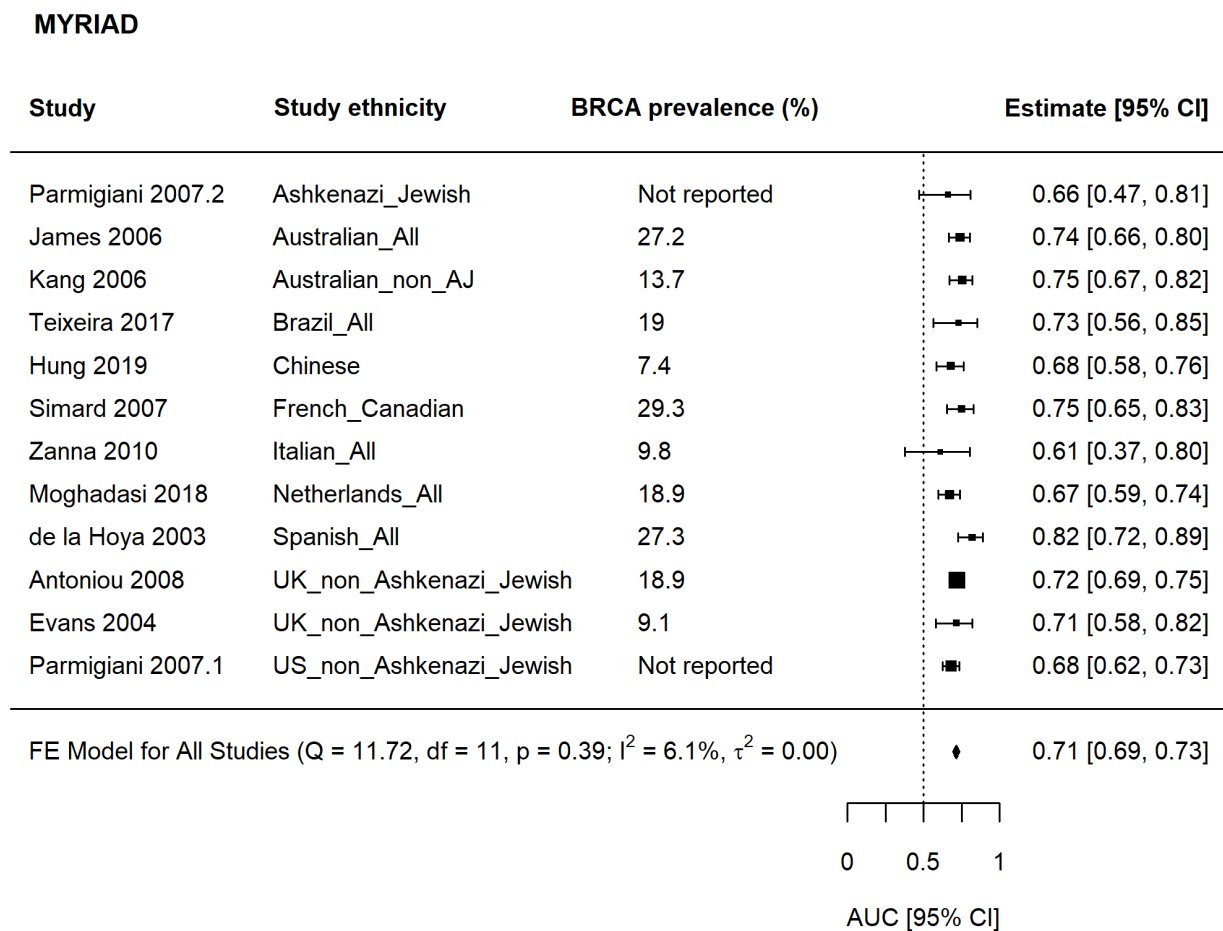 MYRIAD
Study Study ethnicity BRCA prevalence (%) Estimate [95% CI]
Parmigiani 2007.2 Ashkenazi_Jewish Not reported 0.66 [0.47, 0.81]
James 2006 Australian_All 27.2 0.74 [0.66, 0.80]
Kang 2006 Australian_non_AJ 13.7 0.75 [0.67, 0.82]
Teixeira 2017 Brazil_All 19 0.73 [0.56, 0.85]
Hung 2019 Chinese 7.4 0.68 [0.58, 0.76]
Simard 2007 French_Canadian 29.3 0.75 [0.65, 0.83]
Zanna 2010 Italian_All 9.8 0.61 [0.37, 0.80]
Moghadasi 2018 Netherlands_All 18.9 0.67 [0.59, 0.74]
de la Hoya 2003 Spanish_All 27.3 0.82 [0.72, 0.89]
Antoniou 2008 UK_non_Ashkenazi_Jewish 18.9 0.72 [0.69, 0.75]
Evans 2004 UK_non_Ashkenazi_Jewish 9.1 0.71 [0.58, 0.82]
Parmigiani 2007.1 US_non_Ashkenazi_Jewish Not reported 0.68 [0.62, 0.73]
FE Model for All Studies (Q = 11.72, df = 11, p = 0.39; I² = 6.1%, τ² = 0.00) 0.71 [0.69, 0.73]
0 0.5 1
AUC [95% CI]